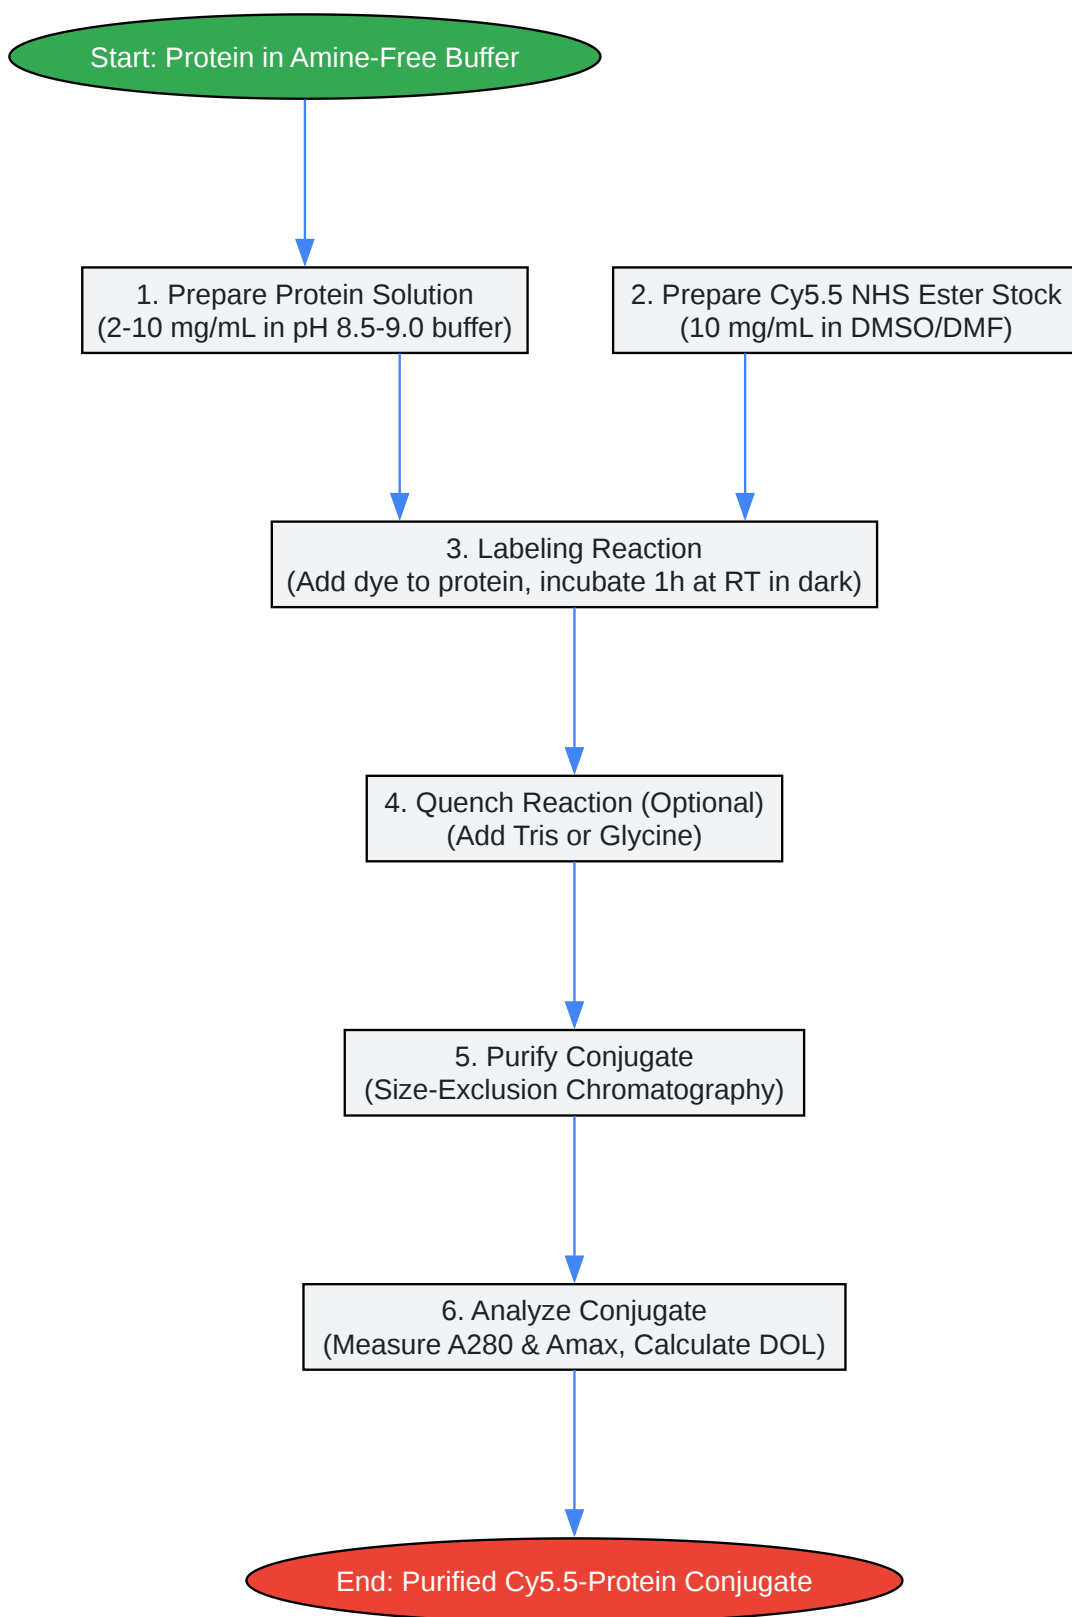 Start: Protein in Amine-Free Buffer
1. Prepare Protein Solution
(2-10 mg/mL in pH 8.5-9.0 buffer)
2. Prepare Cy5.5 NHS Ester Stock
(10 mg/mL in DMSO/DMF)
3. Labeling Reaction
(Add dye to protein, incubate 1h at RT in dark)
4. Quench Reaction (Optional)
(Add Tris or Glycine)
5. Purify Conjugate
(Size-Exclusion Chromatography)
6. Analyze Conjugate
(Measure A280 & Amax, Calculate DOL)
End: Purified Cy5.5-Protein Conjugate